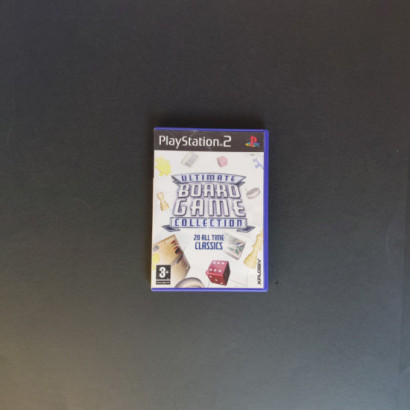 PlayStation 2
ULTIMATE
BOARD
GAME
COLLECTION
20 ALL TIME
CLASSICS
3+
XPLOSIV